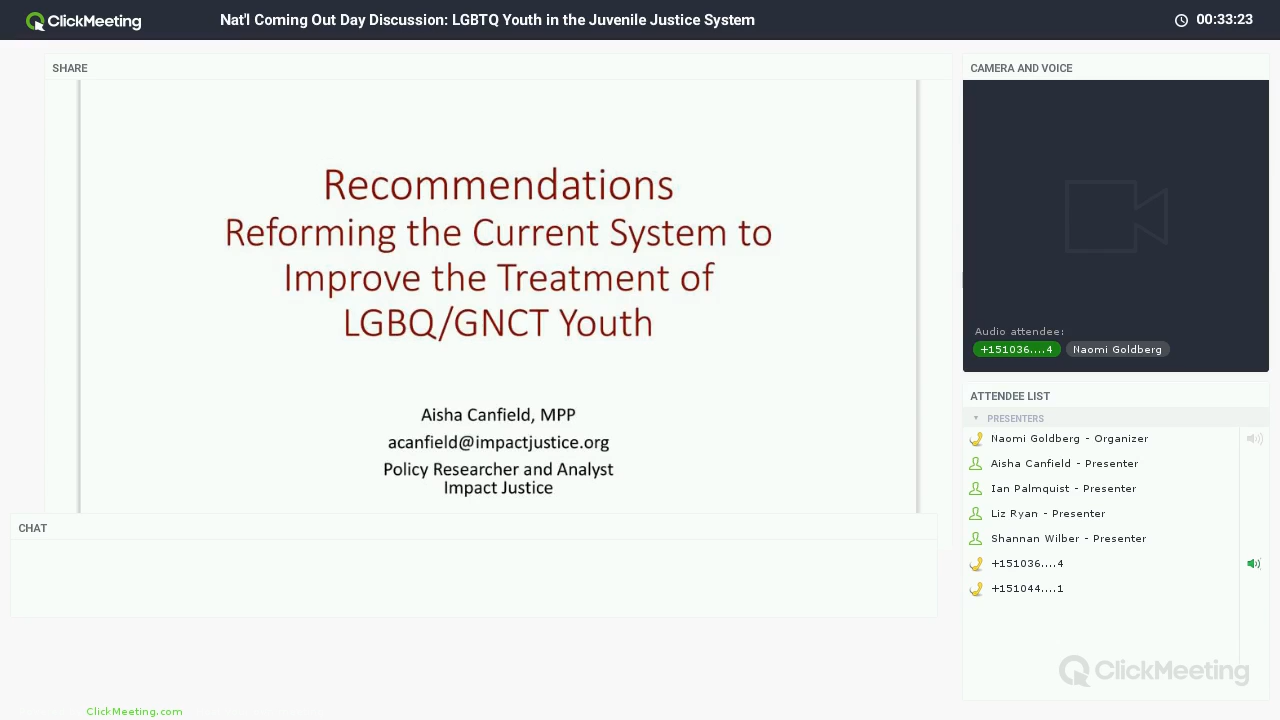 ClickMeeting
Nat'l Coming Out Day Discussion: LGBTQ Youth in the Juvenile Justice System
00:33:23
SHARE
Recommendations
Reforming the Current System to
Improve the Treatment of
LGBQ/GNCT Youth
Aisha Canfield, MPP
acanfield@impactjustice.org
Policy Researcher and Analyst
Impact Justice
CHAT
CAMERA AND VOICE
Audio attendee:
+151036....4 Naomi Goldberg
ATTENDEE LIST
PRESENTERS
Naomi Goldberg - Organizer
Aisha Canfield - Presenter
Ian Palmquist - Presenter
Liz Ryan - Presenter
Shannan Wilber - Presenter
+151036....4
+151044....1
ClickMeeting
ClickMeeting.com